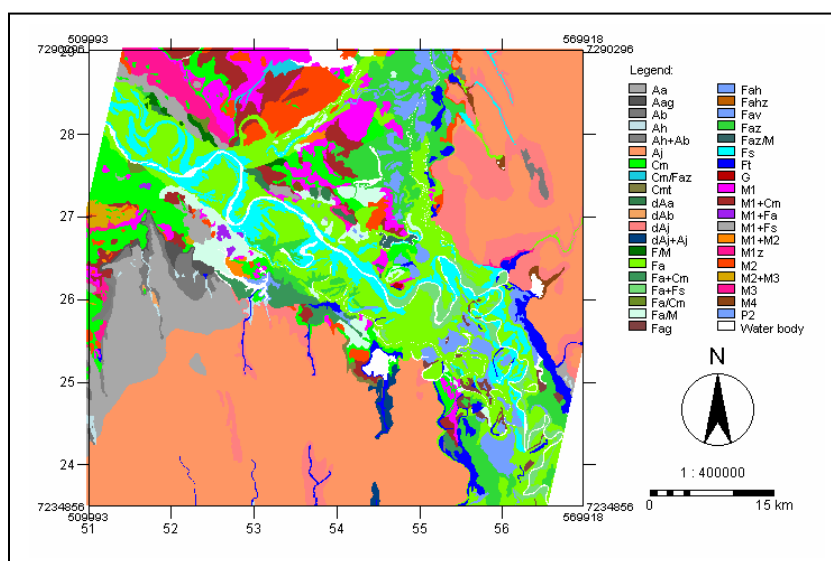 509993 569918
7290296 29 7290296
28
27
26
25
24
7234856 7234856
509993 569918
51 52 53 54 55 56
Legend:
Aa
Aag
Ab
Ah
Ah+Ab
Aj
Cm
Cm/Faz
Cmt
dAa
dAb
dAj
dAj+Aj
F/M
Fa
Fa+Cm
Fa+Fs
Fa/Cm
Fa/M
Fag
Fah
Fahz
Fav
Faz
Faz/M
Fs
Ft
G
M1
M1+Cm
M1+Fa
M1+Fs
M1+M2
M1z
M2
M2+M3
M3
M4
P2
Water body
N
1 : 400000
0 15 km